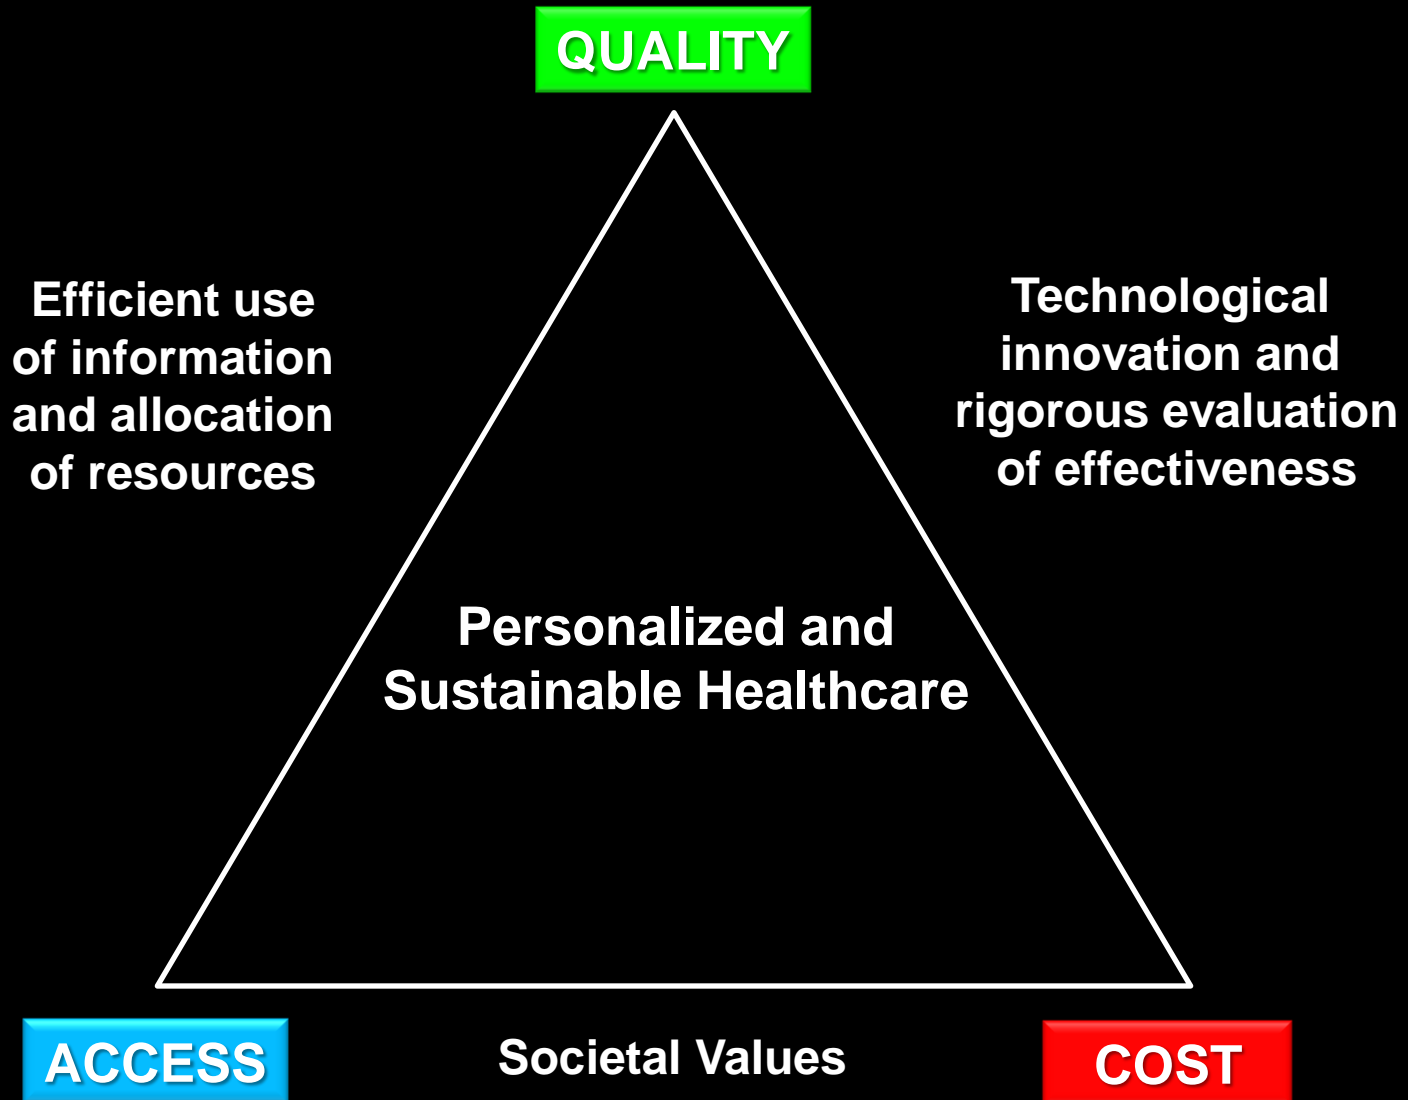 QUALITY
Efficient use
of information
and allocation
of resources
Technological
innovation and
rigorous evaluation
of effectiveness
Personalized and
Sustainable Healthcare
ACCESS
Societal Values
COST